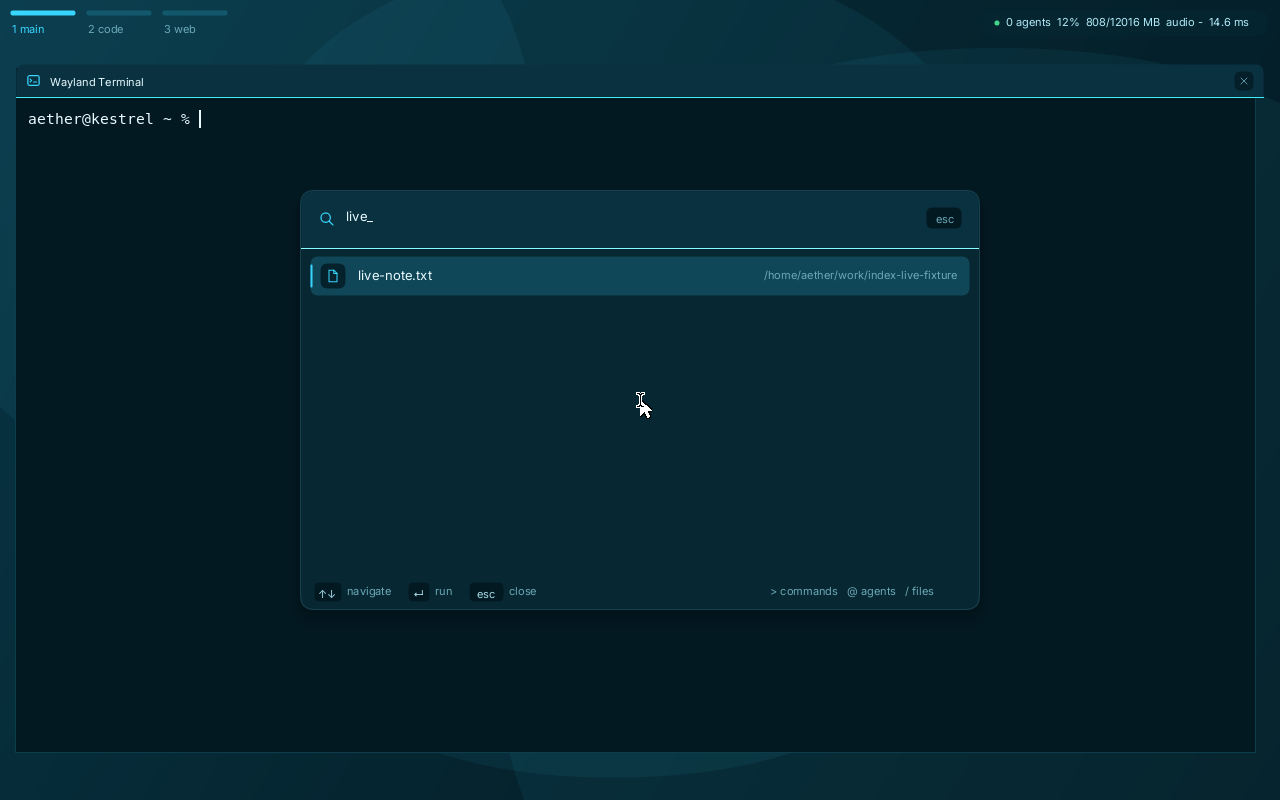 1 main
2 code
3 web
0 agents 12% 808/12016 MB audio - 14.6 ms
Wayland Terminal
aether@kestrel ~ %
live_
esc
live-note.txt
/home/aether/work/index-live-fixture
↑↓ navigate ↵ run esc close
> commands @ agents / files